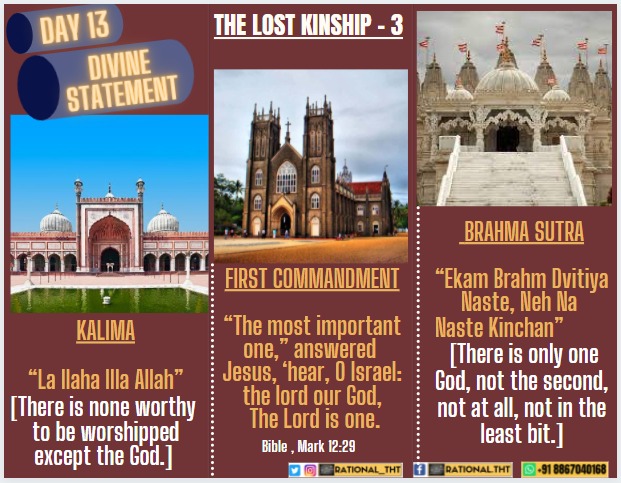 DAY 13
DIVINE
STATEMENT
THE LOST KINSHIP - 3
KALIMA
“La Ilaha Illa Allah”
[There is none worthy
to be worshipped
except the God.]
FIRST COMMANDMENT
“The most important
one,” answered
Jesus, ‘hear, O Israel:
the lord our God,
The Lord is one.
Bible , Mark 12:29
BRAHMA SUTRA
“Ekam Brahm Dvitiya
Naste, Neh Na
Naste Kinchan”
[There is only one
God, not the second,
not at all, not in the
least bit.]
@RATIONAL_THT
@RATIONAL.THT
+91 8867040168